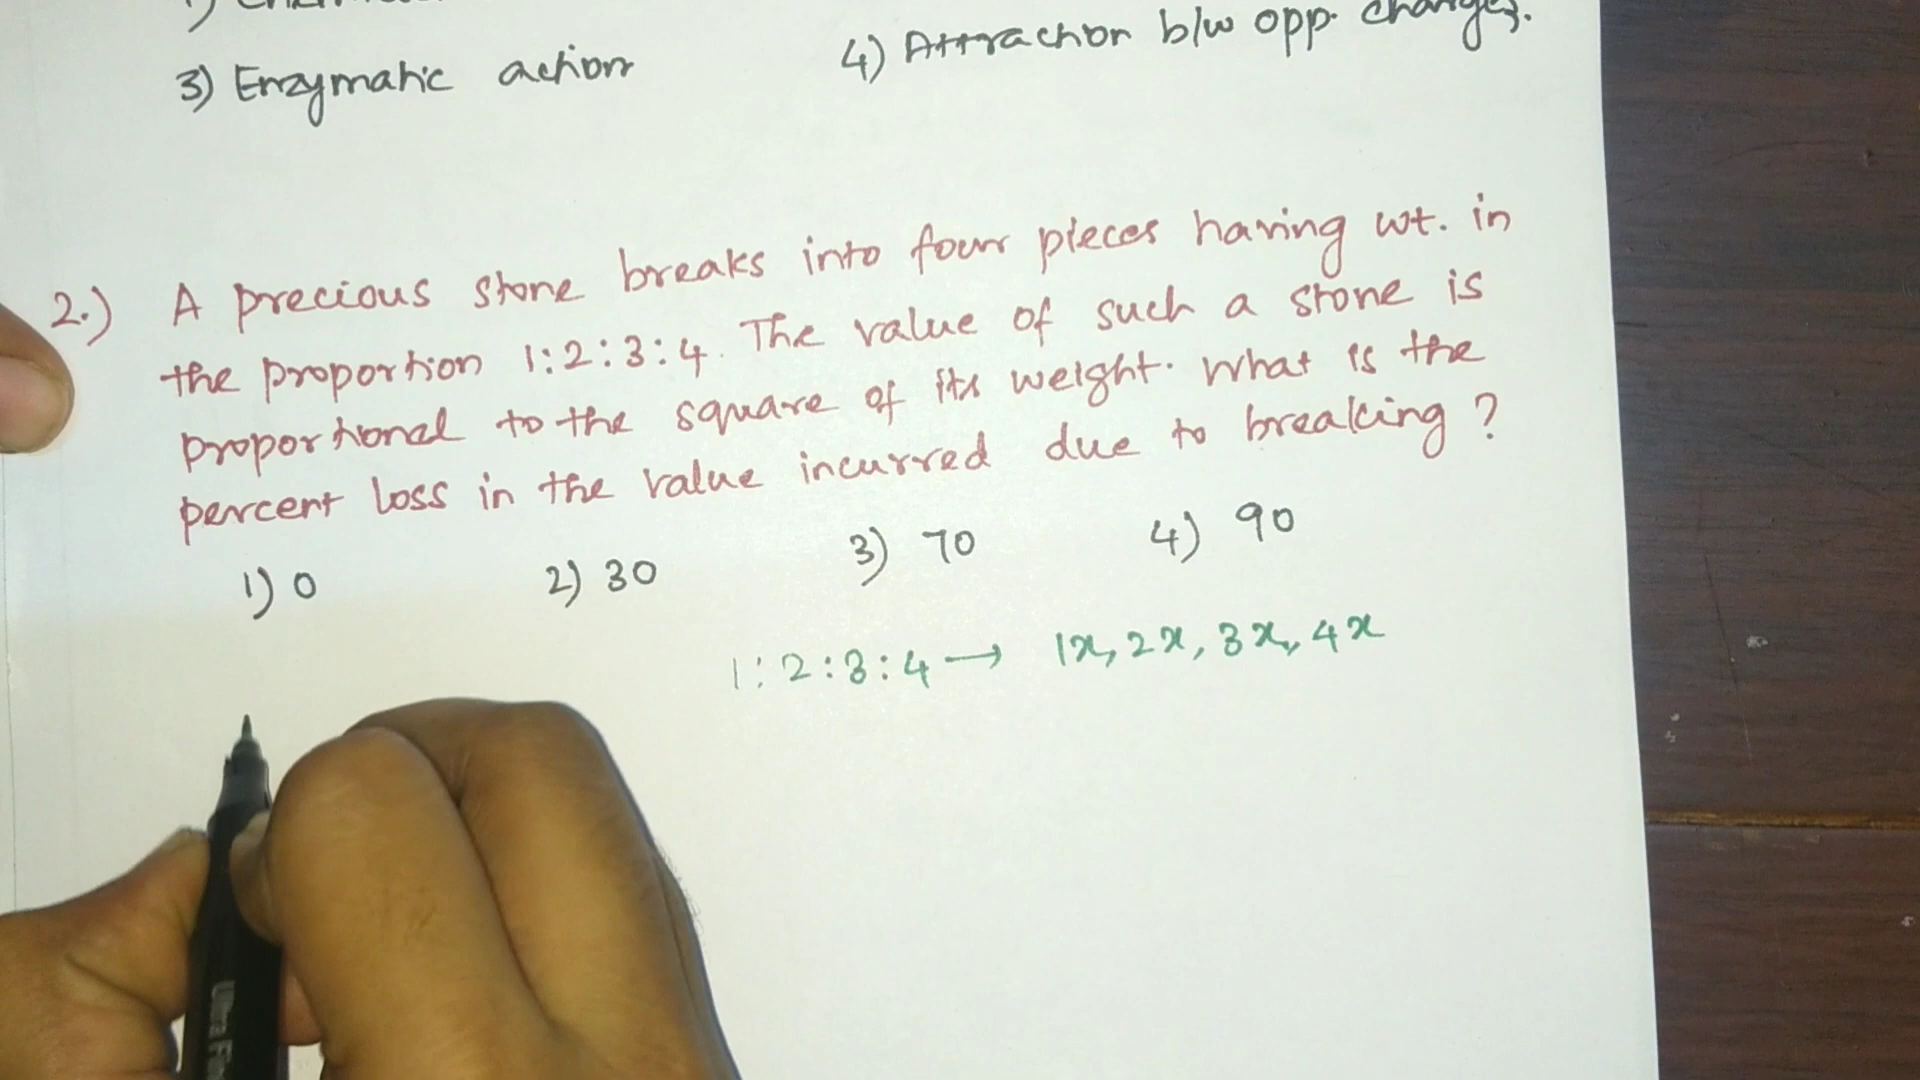 3) Enzymatic action
4) Attraction b/w opp. charges.
2.) A precious stone breaks into four pieces having wt. in
the proportion 1:2:3:4. The value of such a stone is
proportional to the square of its weight. What is the
percent loss in the value incurred due to breaking?
1) 0 2) 30 3) 70 4) 90
1:2:3:4 → 1x, 2x, 3x, 4x